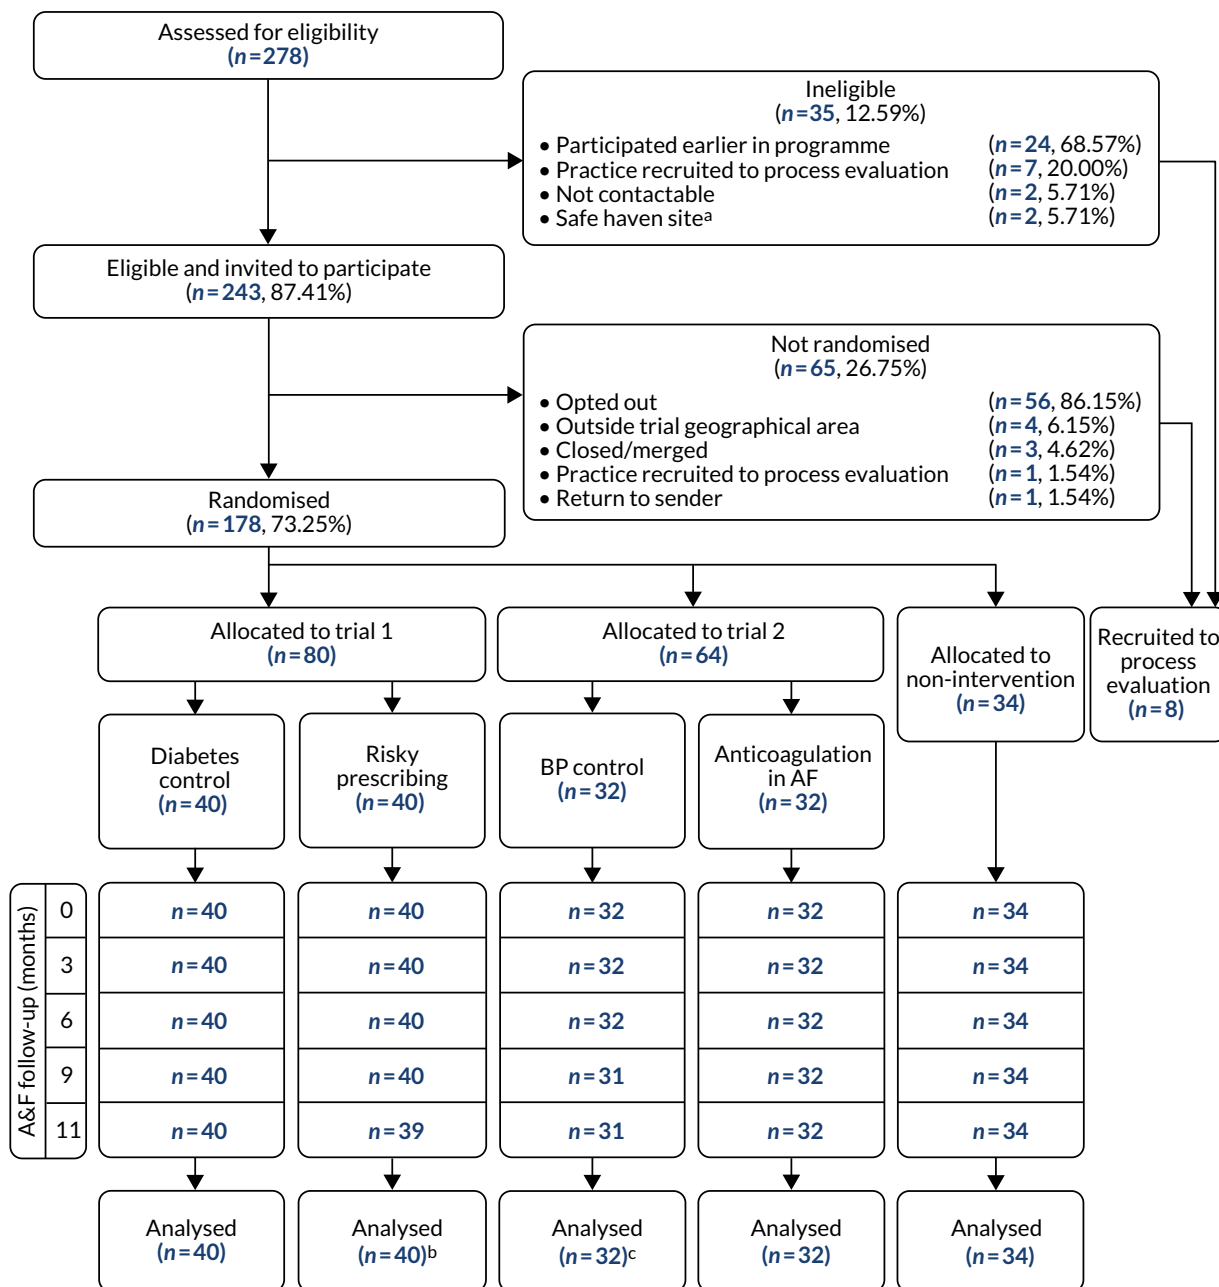 Assessed for eligibility
(n=278)
Ineligible
(n=35, 12.59%)
• Participated earlier in programme (n=24, 68.57%)
• Practice recruited to process evaluation (n=7, 20.00%)
• Not contactable (n=2, 5.71%)
• Safe haven siteᵃ (n=2, 5.71%)
Eligible and invited to participate
(n=243, 87.41%)
Not randomised
(n=65, 26.75%)
• Opted out (n=56, 86.15%)
• Outside trial geographical area (n=4, 6.15%)
• Closed/merged (n=3, 4.62%)
• Practice recruited to process evaluation (n=1, 1.54%)
• Return to sender (n=1, 1.54%)
Randomised
(n=178, 73.25%)
Allocated to trial 1
(n=80)
Allocated to trial 2
(n=64)
Allocated to
non-intervention
(n=34)
Recruited to
process
evaluation
(n=8)
Diabetes
control
(n=40)
Risky
prescribing
(n=40)
BP control
(n=32)
Anticoagulation
in AF
(n=32)
A&F follow-up (months)
0 n=40 n=40 n=32 n=32 n=34
3 n=40 n=40 n=32 n=32 n=34
6 n=40 n=40 n=32 n=32 n=34
9 n=40 n=40 n=31 n=32 n=34
11 n=40 n=39 n=31 n=32 n=34
Analysed
(n=40)
Analysed
(n=40)ᵇ
Analysed
(n=32)ᶜ
Analysed
(n=32)
Analysed
(n=34)